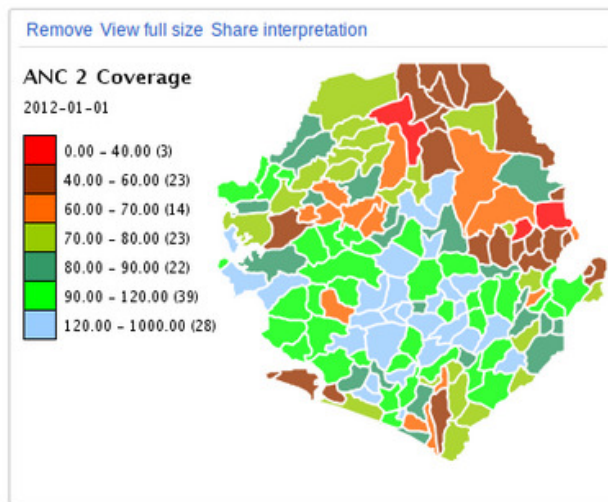 Remove View full size Share interpretation
ANC 2 Coverage
2012-01-01
0.00 - 40.00 (3)
40.00 - 60.00 (23)
60.00 - 70.00 (14)
70.00 - 80.00 (23)
80.00 - 90.00 (22)
90.00 - 120.00 (39)
120.00 - 1000.00 (28)